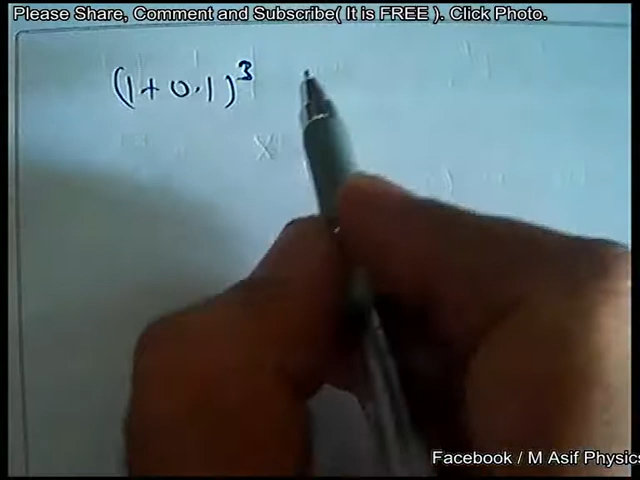 Please Share, Comment and Subscribe( It is FREE ). Click Photo.
(1+0.1)^3
X
Facebook / M Asif Physics